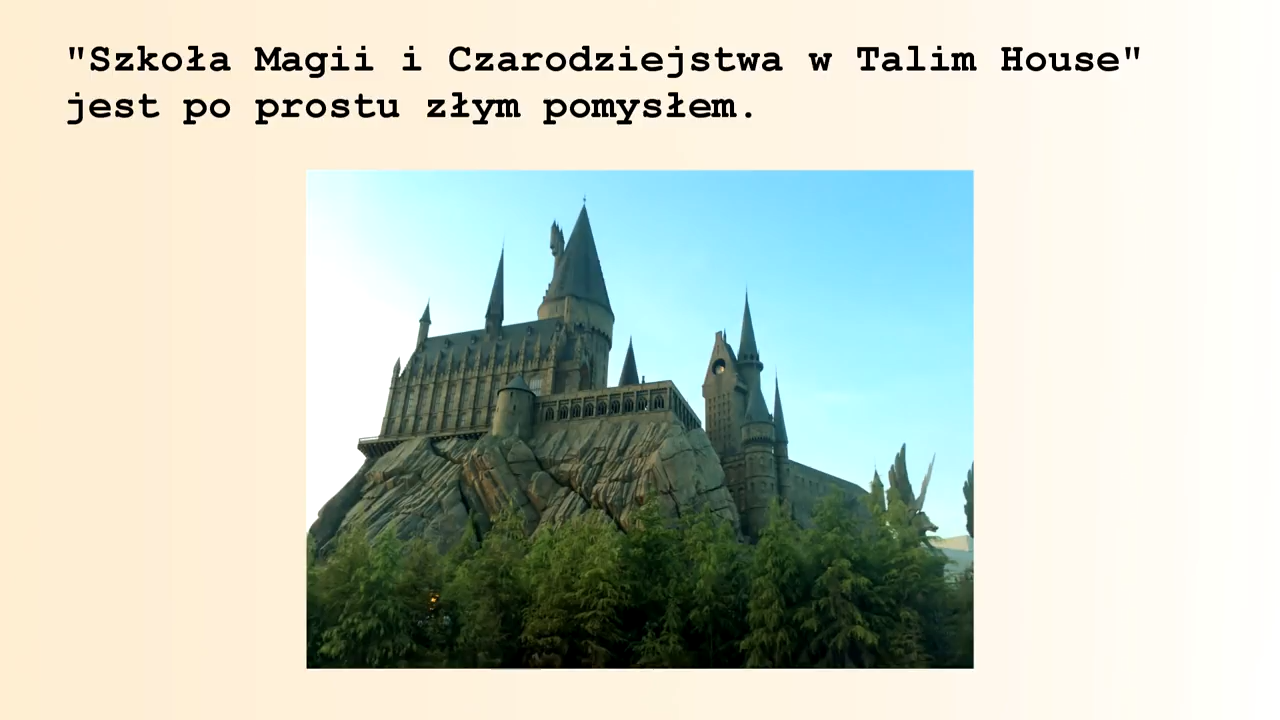 "Szkoła Magii i Czarodziejstwa w Talim House"
jest po prostu złym pomysłem.